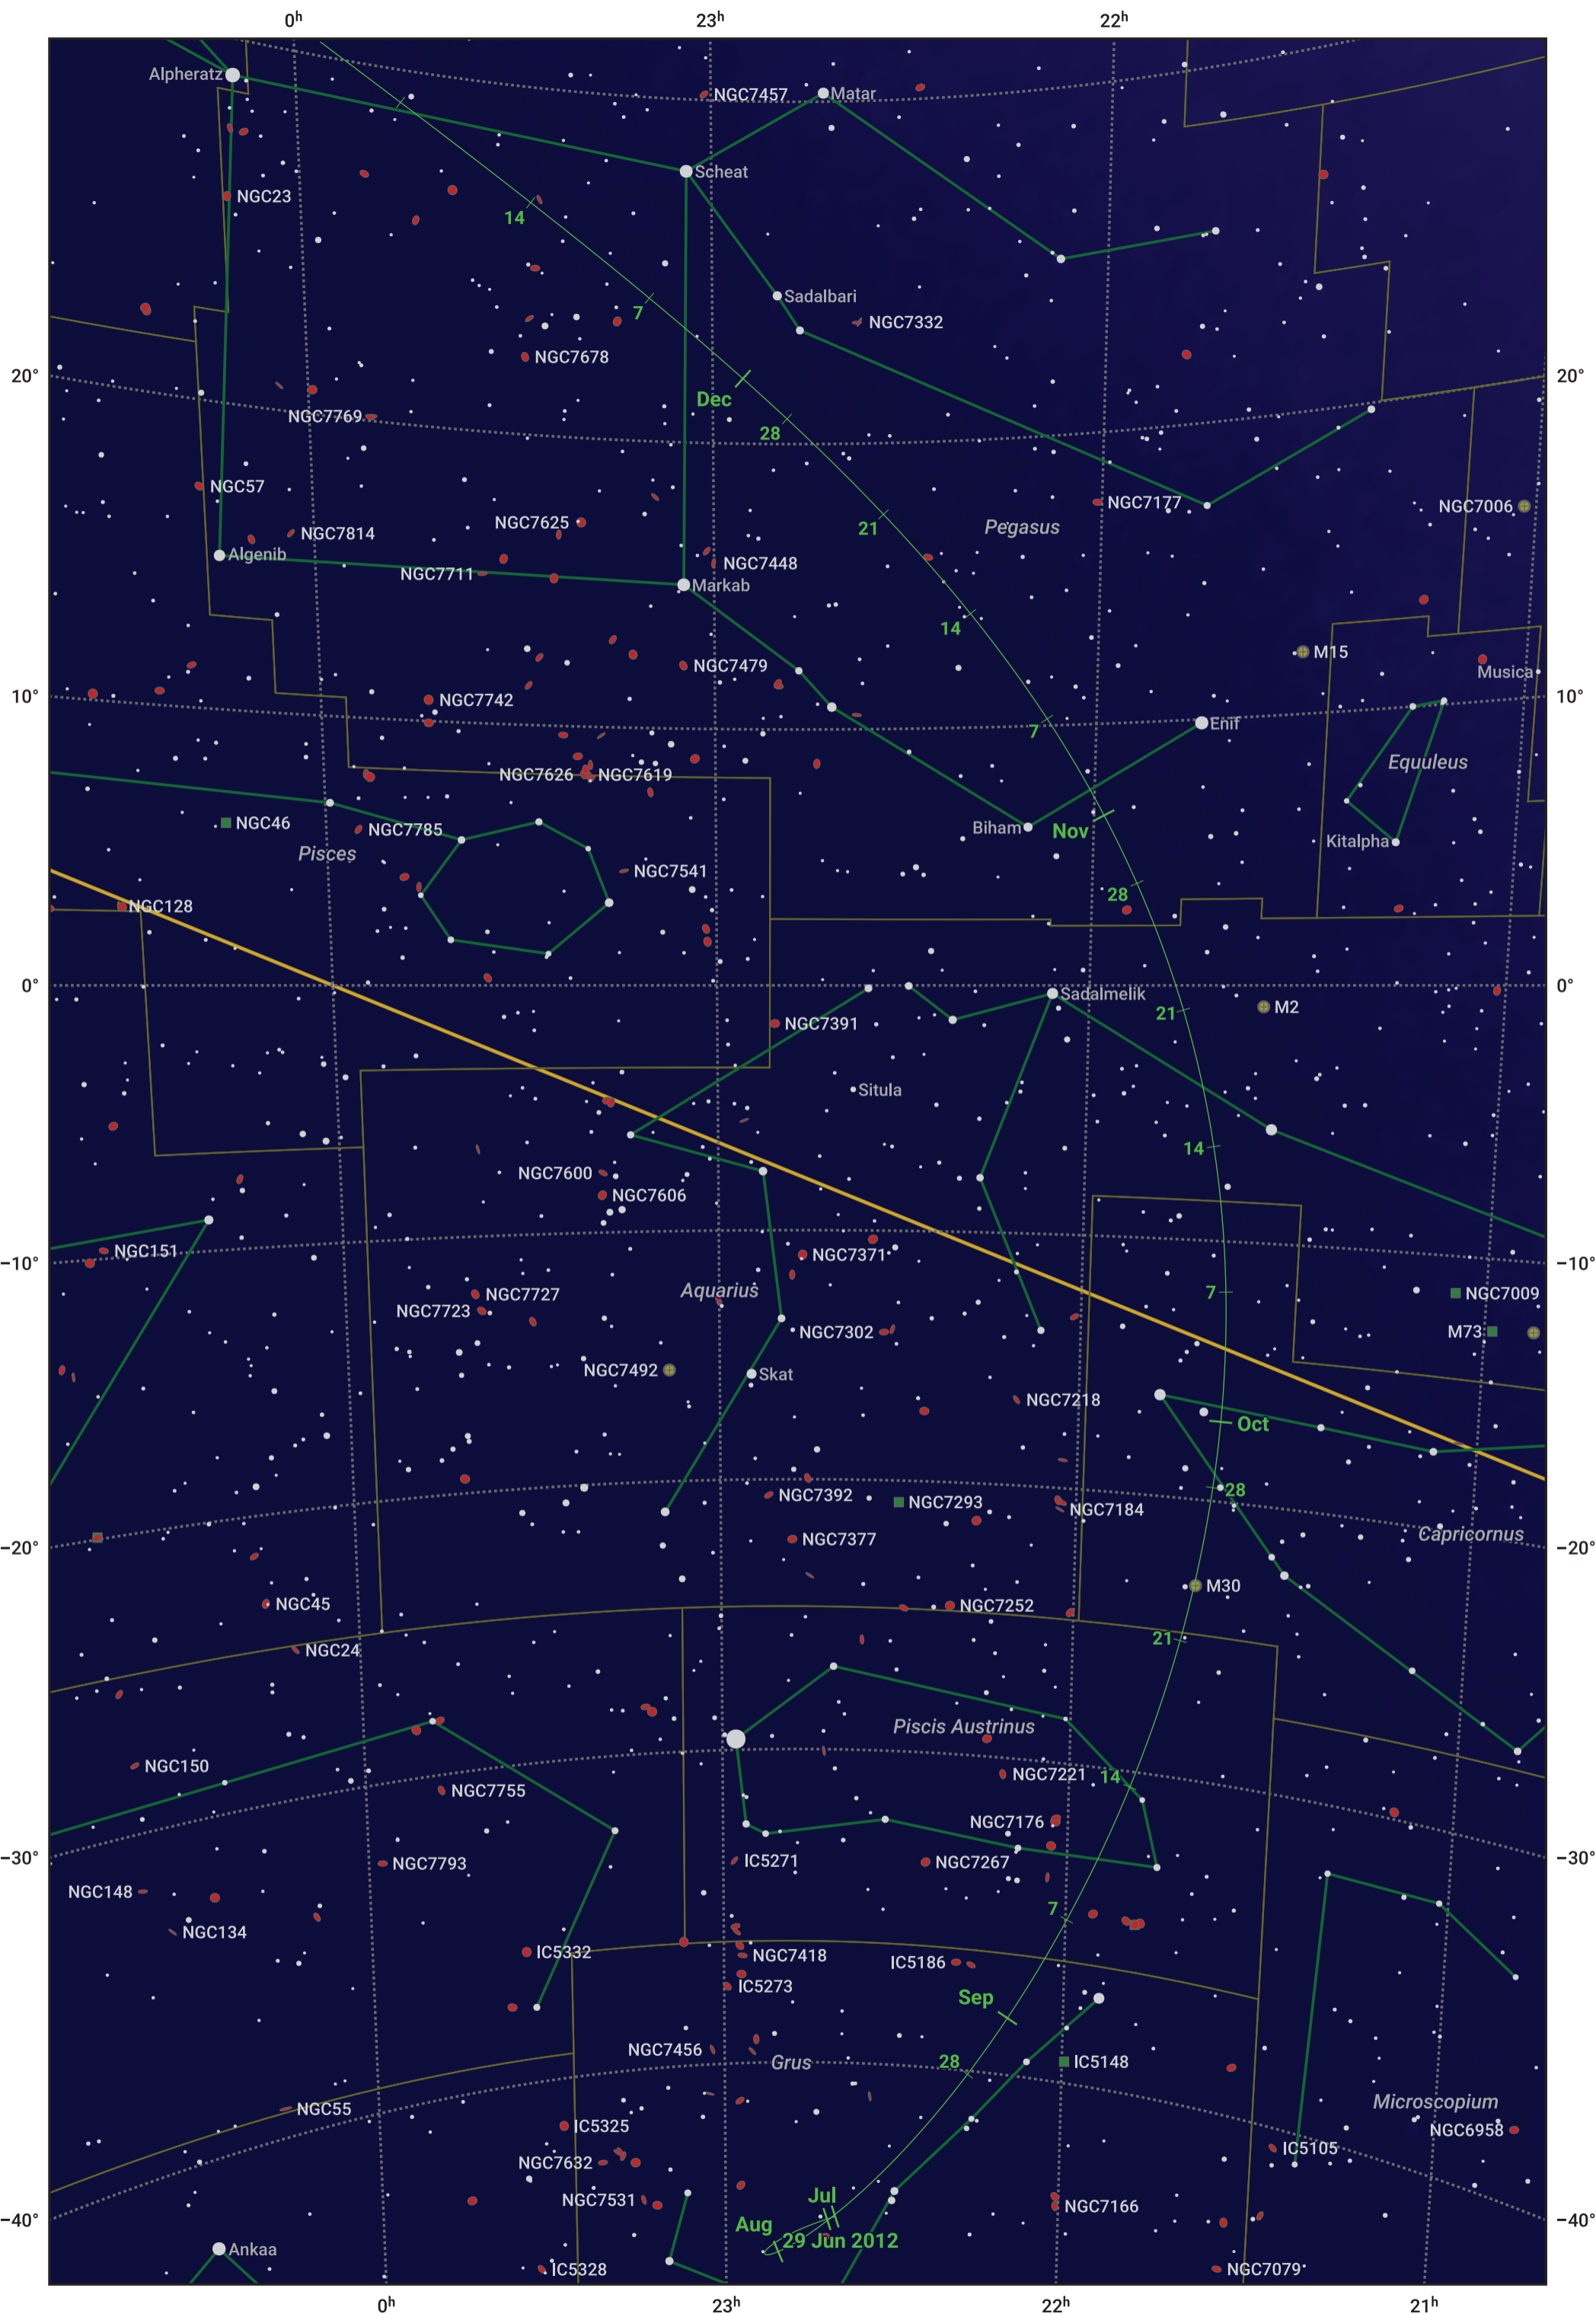 0h 23h 22h
Alpheratz
NGC7457
Matar
Scheat
NGC23
14
Sadalbari
7
NGC7332
NGC7678
20° 20°
Dec
NGC7769
28
NGC57
NGC7177
NGC7006
NGC7625
21
Pegasus
NGC7814
Algenib
NGC7448
NGC7711
Markab
14
M15
NGC7479
Musica
10° 10°
NGC7742
7
Enif
Equuleus
NGC7626 NGC7619
NGC46
NGC7785
Biham
Nov
Kitalpha
Pisces
NGC7541
28
NGC128
0° 0°
Sadalmelik
M2
21
NGC7391
Situla
14
NGC7600
NGC7606
NGC151
NGC7371
−10° −10°
Aquarius
7
NGC7009
NGC7727
NGC7723
NGC7302
M73
NGC7492
Skat
NGC7218
Oct
28
NGC7392
NGC7293
NGC7184
Capricornus
NGC7377
−20° −20°
M30
NGC45
NGC7252
21
NGC24
Piscis Austrinus
NGC150
NGC7221
14
NGC7755
NGC7176
−30° −30°
IC5271
NGC7267
NGC7793
NGC148
7
NGC134
IC5332
NGC7418
IC5186
IC5273
Sep
NGC7456
Grus
28
IC5148
NGC55
Microscopium
IC5325
NGC6958
IC5105
NGC7632
Jul
NGC7531
NGC7166
−40° −40°
Aug
29 Jun 2012
Ankaa
IC5328
NGC7079
0h 23h 22h 21h